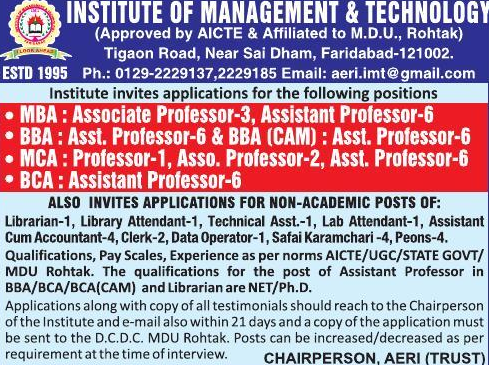 INSTITUTE OF MANAGEMENT & TECHNOLOGY
(Approved by AICTE & Affiliated to M.D.U., Rohtak)
Tigaon Road, Near Sai Dham, Faridabad-121002.
ESTD 1995 Ph.: 0129-2229137,2229185 Email: aeri.imt@gmail.com
Institute invites applications for the following positions
• MBA : Associate Professor-3, Assistant Professor-6
• BBA : Asst. Professor-6 & BBA (CAM) : Asst. Professor-6
• MCA : Professor-1, Asso. Professor-2, Asst. Professor-6
• BCA : Assistant Professor-6
ALSO INVITES APPLICATIONS FOR NON-ACADEMIC POSTS OF:
Librarian-1, Library Attendant-1, Technical Asst.-1, Lab Attendant-1, Assistant
Cum Accountant-4, Clerk-2, Data Operator-1, Safai Karamchari -4, Peons-4.
Qualifications, Pay Scales, Experience as per norms AICTE/UGC/STATE GOVT/
MDU Rohtak. The qualifications for the post of Assistant Professor in
BBA/BCA/BCA(CAM) and Librarian are NET/Ph.D.
Applications along with copy of all testimonials should reach to the Chairperson
of the Institute and e-mail also within 21 days and a copy of the application must
be sent to the D.C.D.C. MDU Rohtak. Posts can be increased/decreased as per
requirement at the time of interview. CHAIRPERSON, AERI (TRUST)